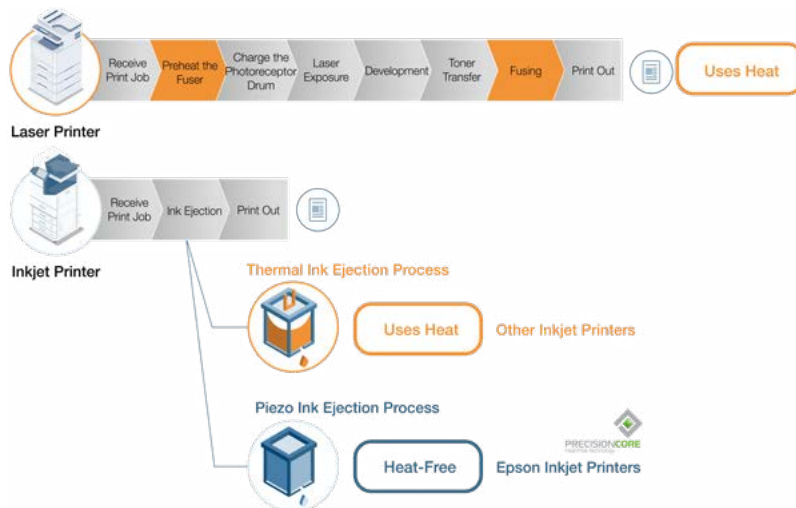 Receive
Print Job
Preheat the
Fuser
Charge the
Photoreceptor
Drum
Laser
Exposure
Development
Toner
Transfer
Fusing
Print Out
Uses Heat
Laser Printer
Receive
Print Job
Ink Ejection
Print Out
Inkjet Printer
Thermal Ink Ejection Process
Uses Heat
Other Inkjet Printers
Piezo Ink Ejection Process
PRECISIONCORE
Heat-Free
Epson Inkjet Printers